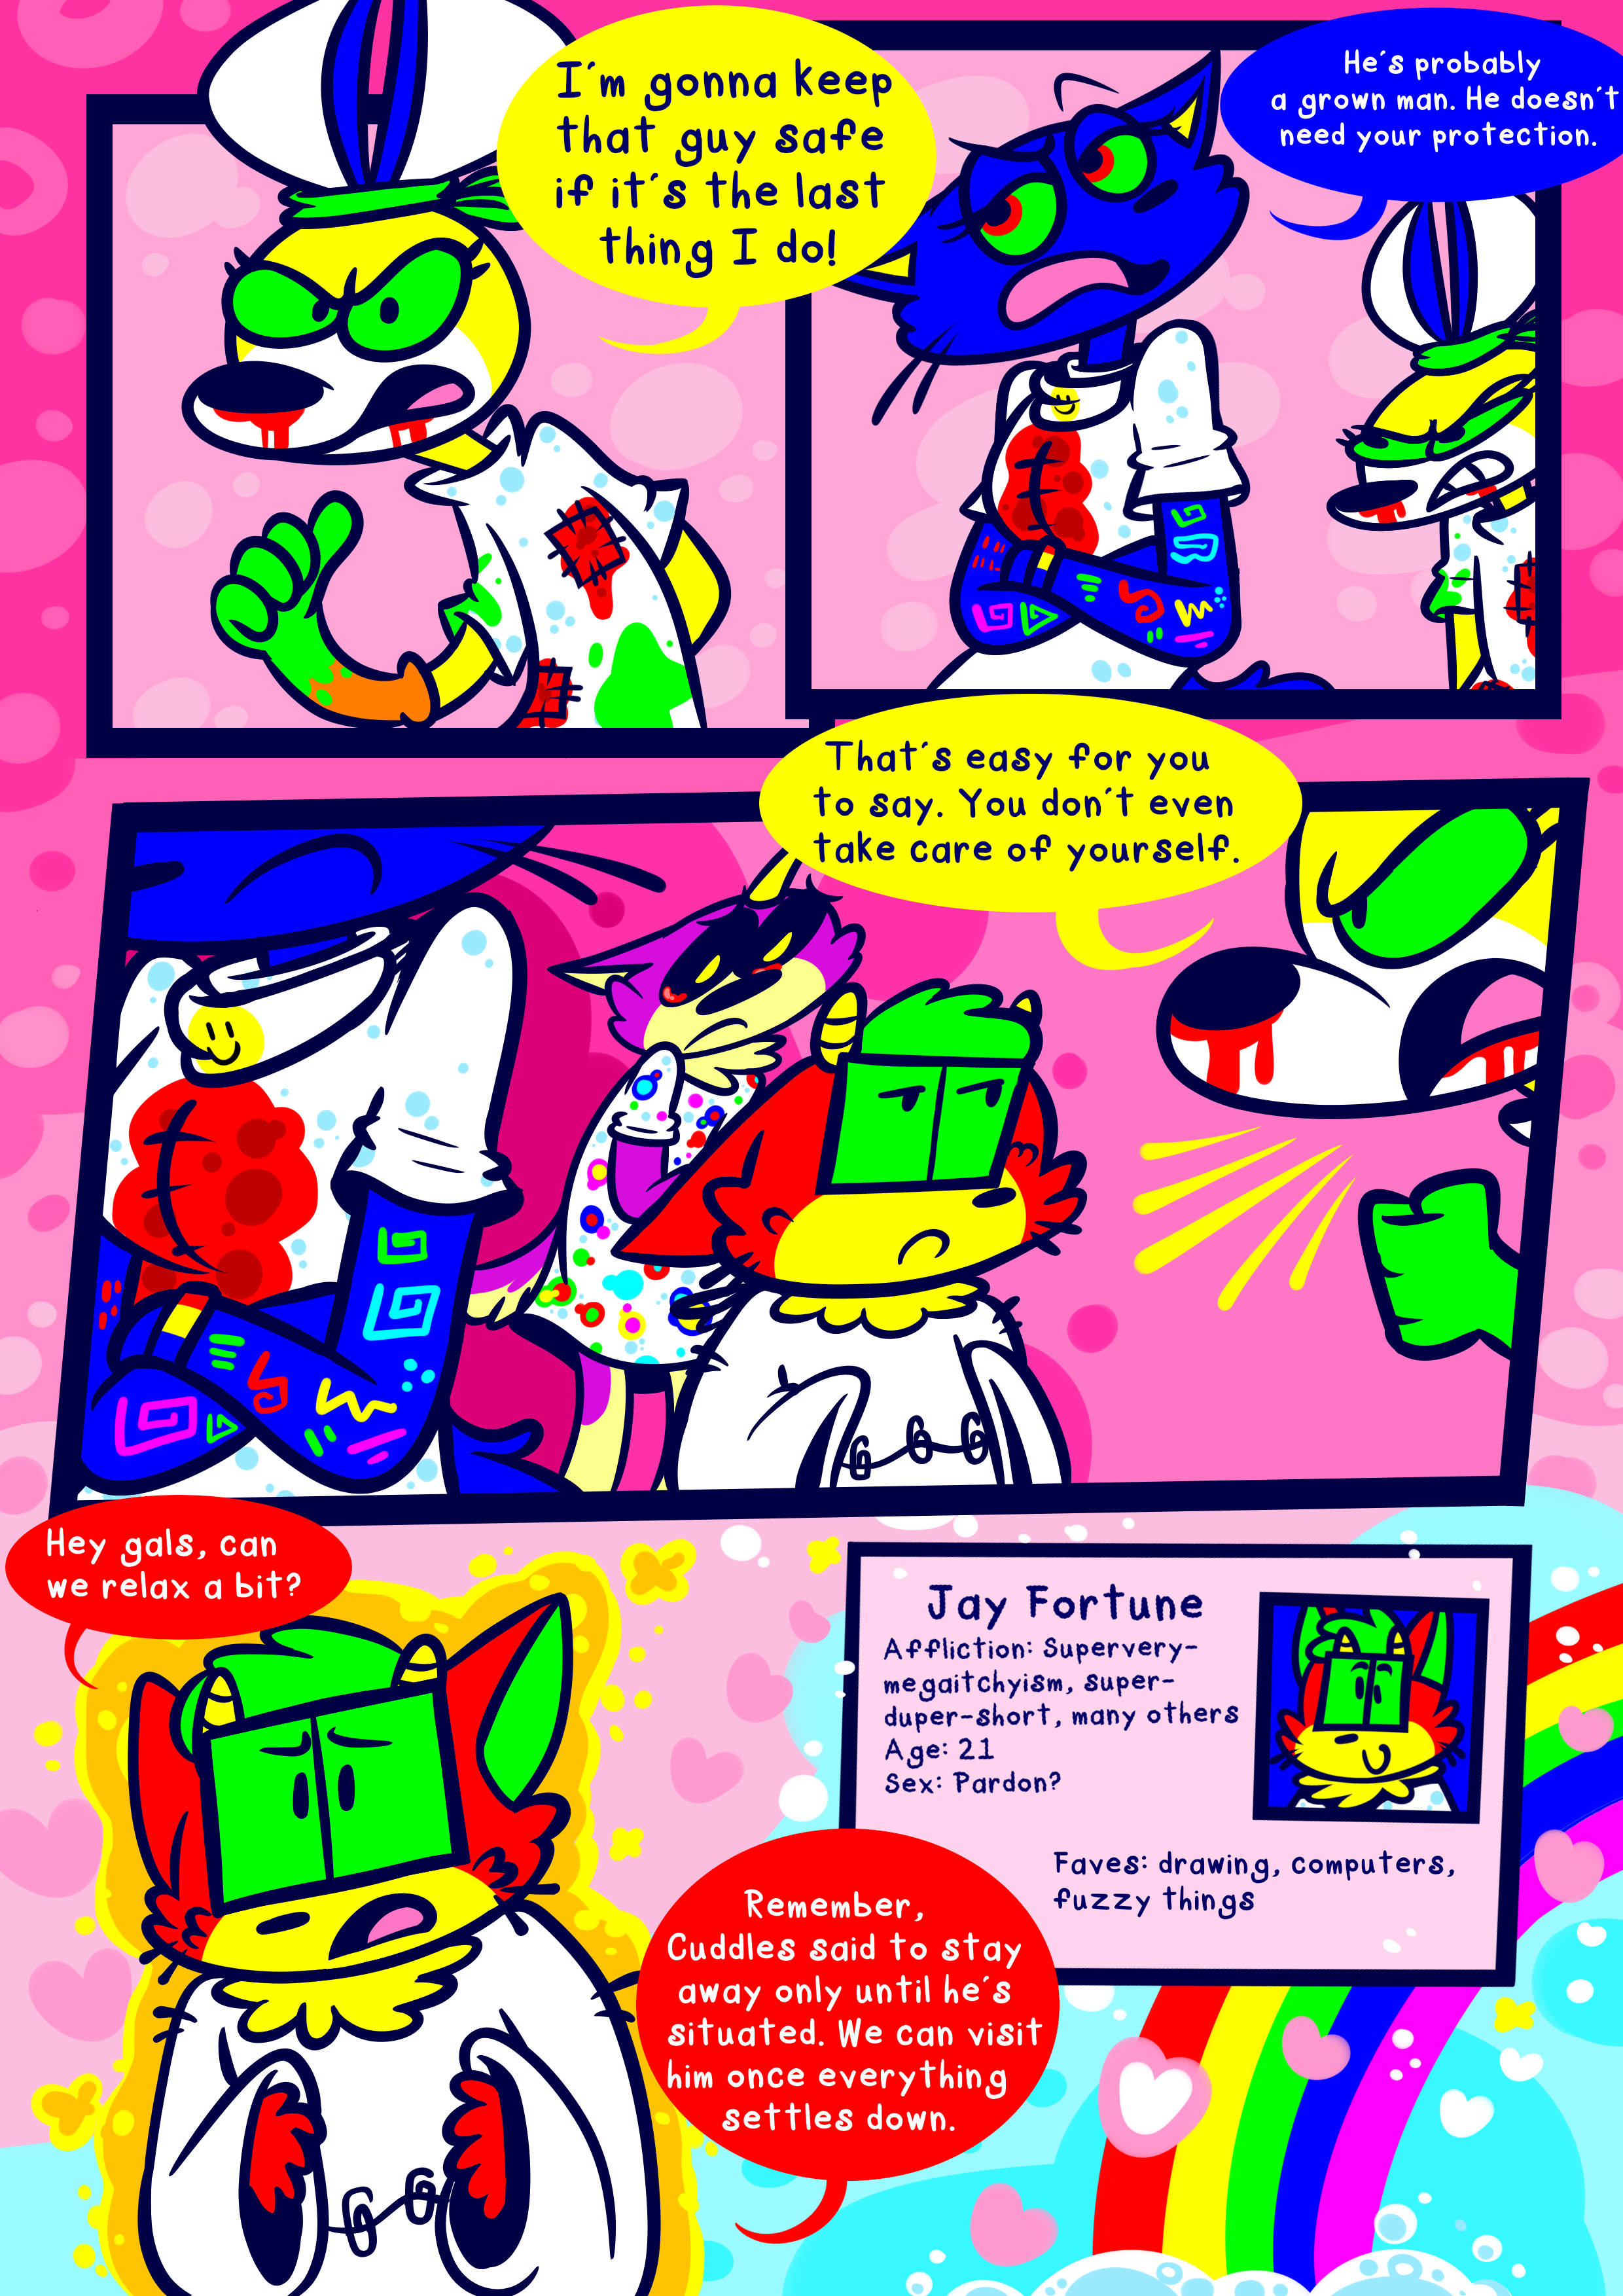 I'm gonna keep
that guy safe
if it's the last
thing I do!
He's probably
a grown man. He doesn't
need your protection.
That's easy for you
to say. You don't even
take care of yourself.
Hey gals, can
we relax a bit?
Jay Fortune
Affliction: Supervery-
megaitchyism, super-
duper-short, many others
Age: 21
Sex: Pardon?
Faves: drawing, computers,
fuzzy things
Remember,
Cuddles said to stay
away only until he's
situated. We can visit
him once everything
settles down.